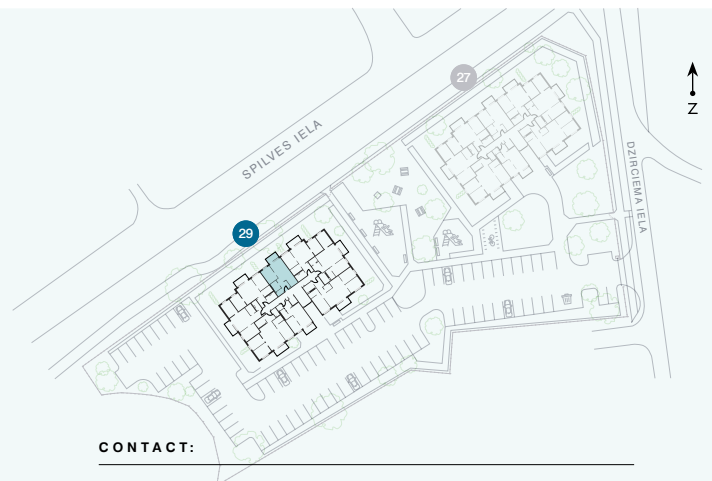 27
SPILVES IELA
Z
DZIRCIEMA IELA
29
CONTACT: